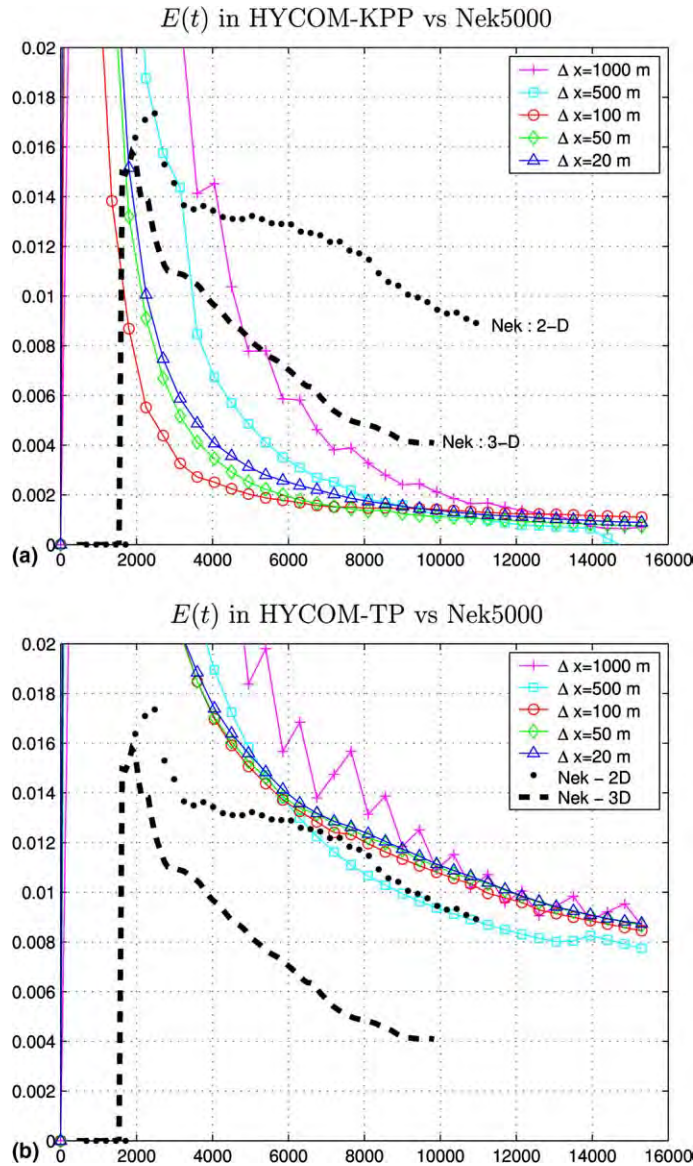 E(t) in HYCOM-KPP vs Nek5000
0.02
0.018
0.016
0.014
0.012
0.01
0.008
0.006
0.004
0.002
0
Δ x=1000 m
Δ x=500 m
Δ x=100 m
Δ x=50 m
Δ x=20 m
Nek : 2-D
Nek : 3-D
(a)
0 2000 4000 6000 8000 10000 12000 14000 16000
E(t) in HYCOM-TP vs Nek5000
0.02
0.018
0.016
0.014
0.012
0.01
0.008
0.006
0.004
0.002
0
Δ x=1000 m
Δ x=500 m
Δ x=100 m
Δ x=50 m
Δ x=20 m
Nek - 2D
Nek - 3D
(b)
0 2000 4000 6000 8000 10000 12000 14000 16000